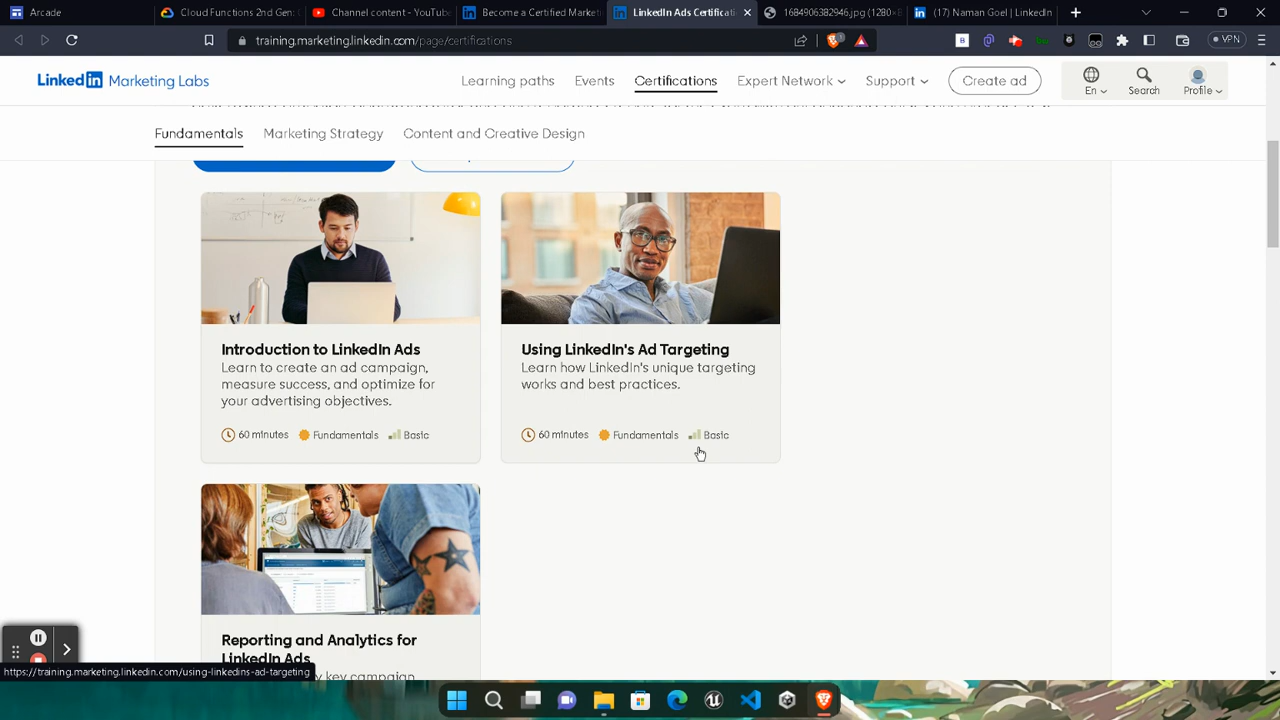 Arcade
Cloud Functions 2nd Gen:
Channel content - YouTube
Become a Certified Market
LinkedIn Ads Certificati
1684906382946.jpg (1280×
(17) Naman Goel | LinkedIn
training.marketing.linkedin.com/page/certifications
VPN
Linkedin Marketing Labs
Learning paths
Events
Certifications
Expert Network
Support
Create ad
En
Search
Profile
Fundamentals
Marketing Strategy
Content and Creative Design
Introduction to LinkedIn Ads
Learn to create an ad campaign,
measure success, and optimize for
your advertising objectives.
60 minutes
Fundamentals
Basic
Using LinkedIn's Ad Targeting
Learn how LinkedIn's unique targeting
works and best practices.
60 minutes
Fundamentals
Basic
Reporting and Analytics for
LinkedIn Ads
key campaign
https://training.marketing.linkedin.com/using-linkedins-ad-targeting